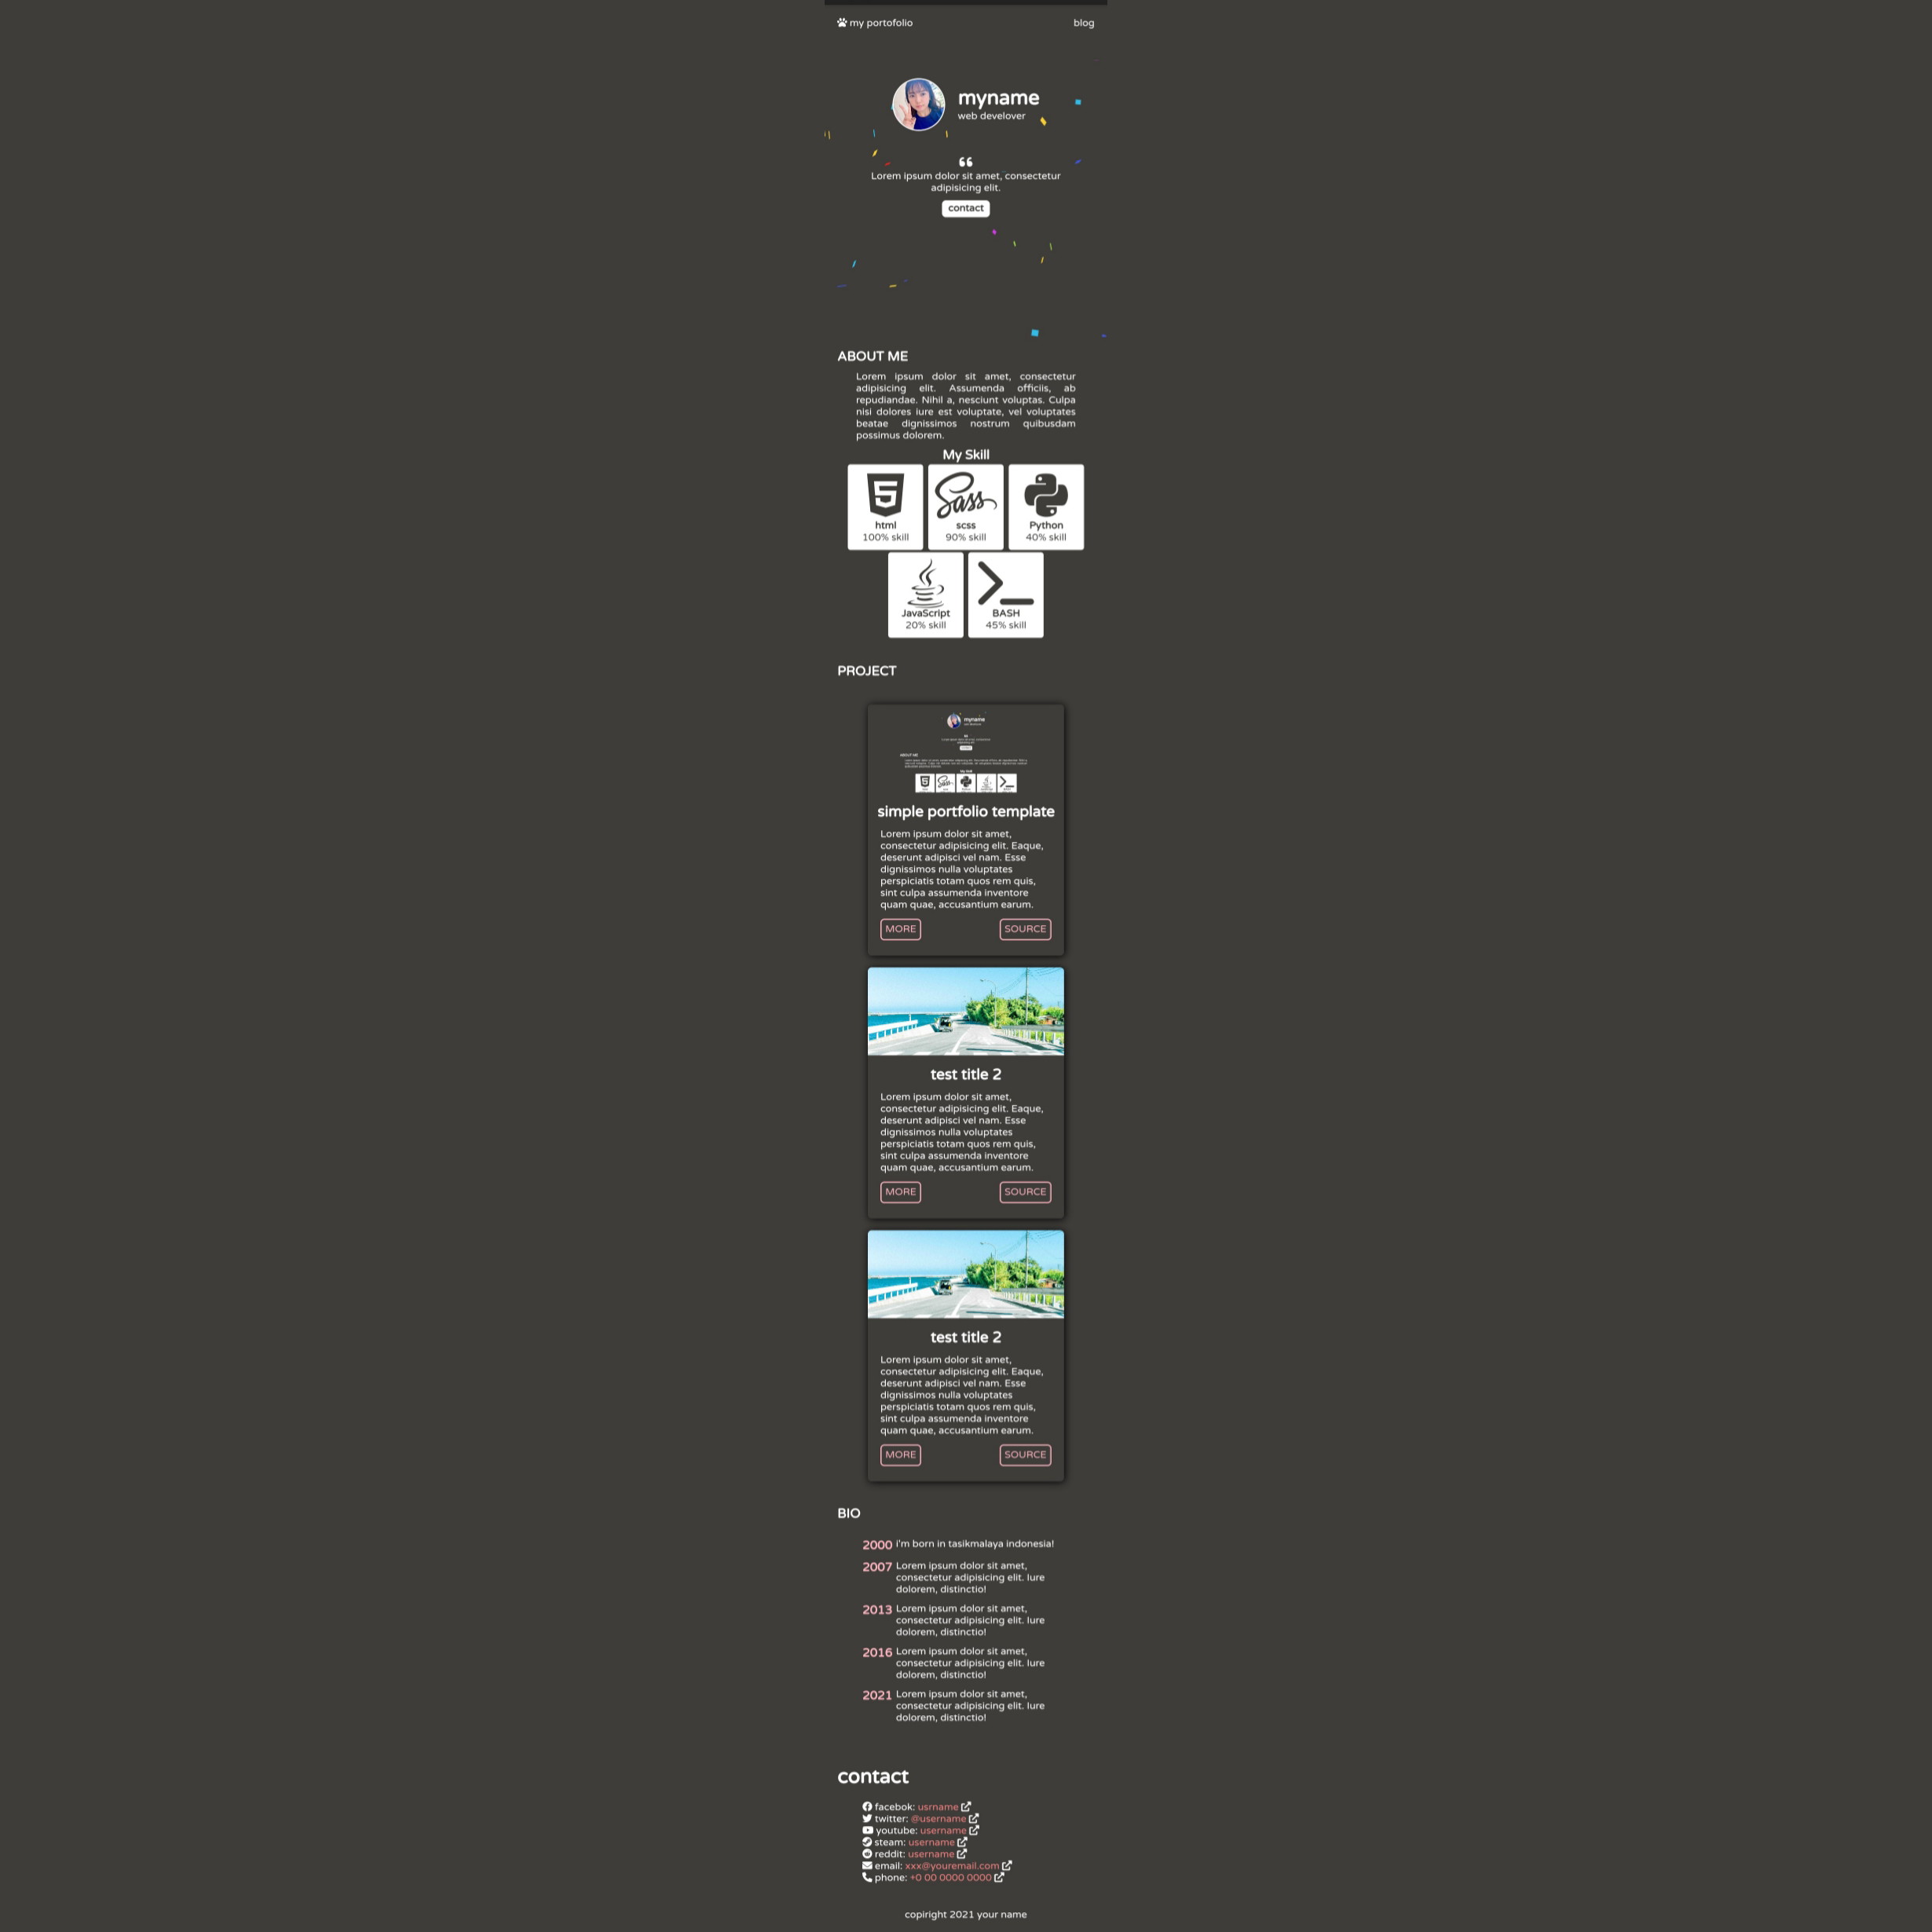 my portofolio
blog
myname
web develover
Lorem ipsum dolor sit amet, consectetur
adipisicing elit.
contact
ABOUT ME
Lorem ipsum dolor sit amet, consectetur
adipisicing elit. Assumenda officiis, ab
repudiandae. Nihil a, nesciunt voluptas. Culpa
nisi dolores iure est voluptate, vel voluptates
beatae dignissimos nostrum quibusdam
possimus dolorem.
My Skill
html
100% skill
Sass
scss
90% skill
Python
40% skill
JavaScript
20% skill
BASH
45% skill
PROJECT
myname
ABOUT ME
My Skill
simple portfolio template
Lorem ipsum dolor sit amet,
consectetur adipisicing elit. Eaque,
deserunt adipisci vel nam. Esse
dignissimos nulla voluptates
perspiciatis totam quos rem quis,
sint culpa assumenda inventore
quam quae, accusantium earum.
MORE
SOURCE
test title 2
Lorem ipsum dolor sit amet,
consectetur adipisicing elit. Eaque,
deserunt adipisci vel nam. Esse
dignissimos nulla voluptates
perspiciatis totam quos rem quis,
sint culpa assumenda inventore
quam quae, accusantium earum.
MORE
SOURCE
test title 2
Lorem ipsum dolor sit amet,
consectetur adipisicing elit. Eaque,
deserunt adipisci vel nam. Esse
dignissimos nulla voluptates
perspiciatis totam quos rem quis,
sint culpa assumenda inventore
quam quae, accusantium earum.
MORE
SOURCE
BIO
2000 i'm born in tasikmalaya indonesia!
2007 Lorem ipsum dolor sit amet,
consectetur adipisicing elit. Iure
dolorem, distinctio!
2013 Lorem ipsum dolor sit amet,
consectetur adipisicing elit. Iure
dolorem, distinctio!
2016 Lorem ipsum dolor sit amet,
consectetur adipisicing elit. Iure
dolorem, distinctio!
2021 Lorem ipsum dolor sit amet,
consectetur adipisicing elit. Iure
dolorem, distinctio!
contact
facebok: usrname
twitter: @username
youtube: username
steam: username
reddit: username
email: xxx@youremail.com
phone: +0 00 0000 0000
copiright 2021 your name